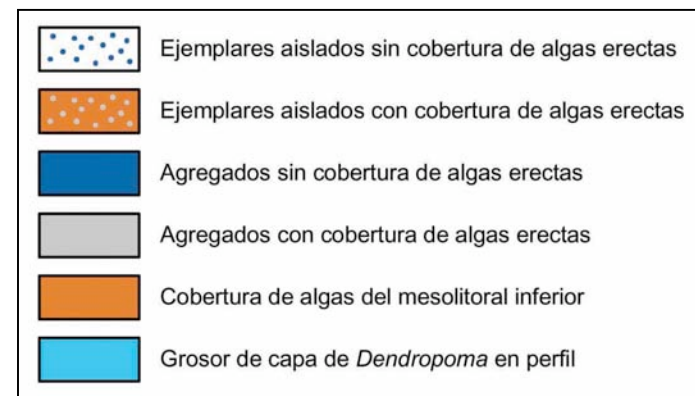 Ejemplares aislados sin cobertura de algas erectas
Ejemplares aislados con cobertura de algas erectas
Agregados sin cobertura de algas erectas
Agregados con cobertura de algas erectas
Cobertura de algas del mesolitoral inferior
Grosor de capa de Dendropoma en perfil